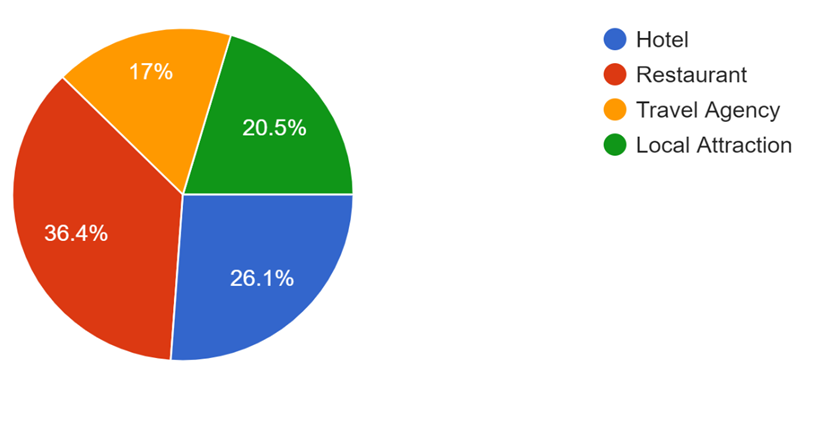 17%
20.5%
36.4%
26.1%
Hotel
Restaurant
Travel Agency
Local Attraction